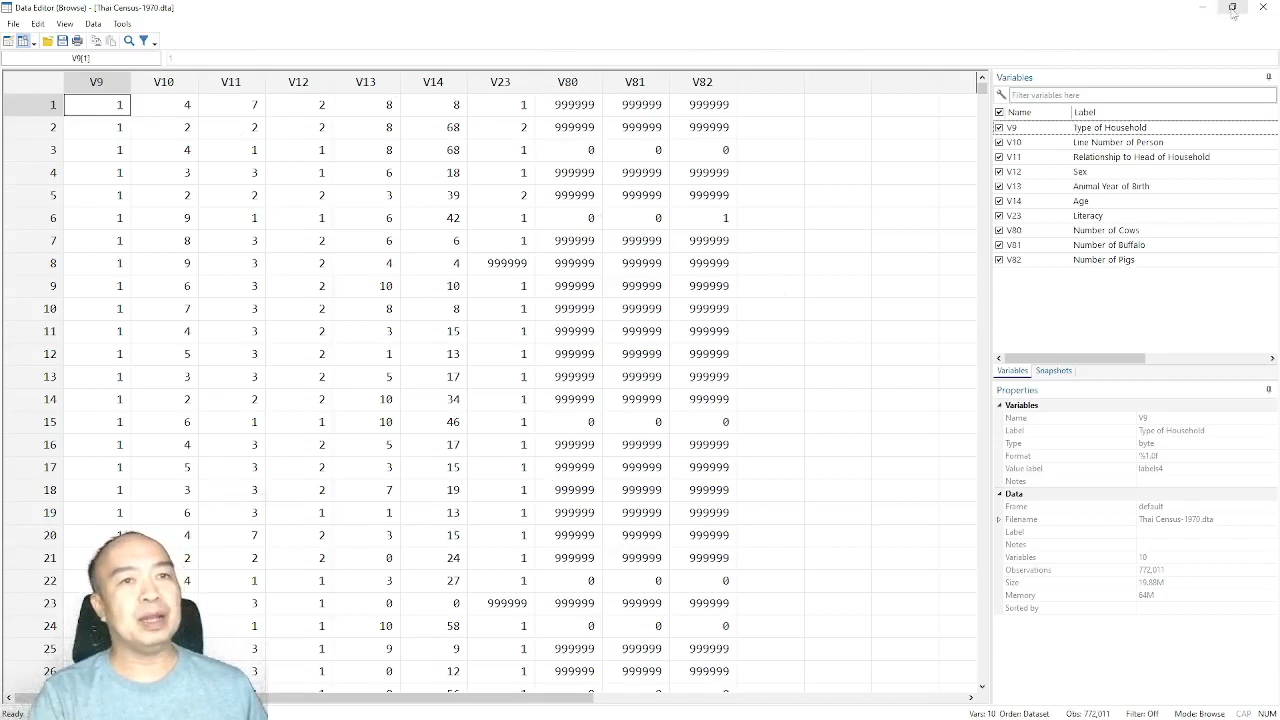 Data Editor (Browse) - [Thai Census-1970.dta]
File Edit View Data Tools
V9[1] 1
V9 V10 V11 V12 V13 V14 V23 V80 V81 V82
1 1 4 7 2 8 8 1 999999 999999 999999
2 1 2 2 2 8 68 2 999999 999999 999999
3 1 4 1 1 8 68 1 0 0 0
4 1 3 3 1 6 18 1 999999 999999 999999
5 1 2 2 2 3 39 2 999999 999999 999999
6 1 9 1 1 6 42 1 0 0 1
7 1 8 3 2 6 6 1 999999 999999 999999
8 1 9 3 2 4 4 999999 999999 999999 999999
9 1 6 3 2 10 10 1 999999 999999 999999
10 1 7 3 2 8 8 1 999999 999999 999999
11 1 4 3 2 3 15 1 999999 999999 999999
12 1 5 3 2 1 13 1 999999 999999 999999
13 1 3 3 2 5 17 1 999999 999999 999999
14 1 2 2 2 10 34 1 999999 999999 999999
15 1 6 1 1 10 46 1 0 0 0
16 1 4 3 2 5 17 1 999999 999999 999999
17 1 5 3 2 3 15 1 999999 999999 999999
18 1 3 3 2 7 19 1 999999 999999 999999
19 1 6 3 1 1 13 1 999999 999999 999999
20 4 7 2 3 15 1 999999 999999 999999
21 2 2 2 0 24 1 999999 999999 999999
22 4 1 1 3 27 1 0 0 0
23 3 1 0 0 999999 999999 999999 999999
24 1 1 10 58 1 0 0 0
25 3 1 9 9 1 999999 999999 999999
26 3 1 0 12 1 999999 999999 999999
Variables
Filter variables here
Name Label
V9 Type of Household
V10 Line Number of Person
V11 Relationship to Head of Household
V12 Sex
V13 Animal Year of Birth
V14 Age
V23 Literacy
V80 Number of Cows
V81 Number of Buffalo
V82 Number of Pigs
Variables Snapshots
Properties
Variables
Name V9
Label Type of Household
Type byte
Format %1.0f
Value label labels4
Notes
Data
Frame default
Filename Thai Census-1970.dta
Label
Notes
Variables 10
Observations 772,011
Size 19.88M
Memory 64M
Sorted by
Ready Vars: 10 Order: Dataset Obs: 772,011 Filter: Off Mode: Browse CAP NUM